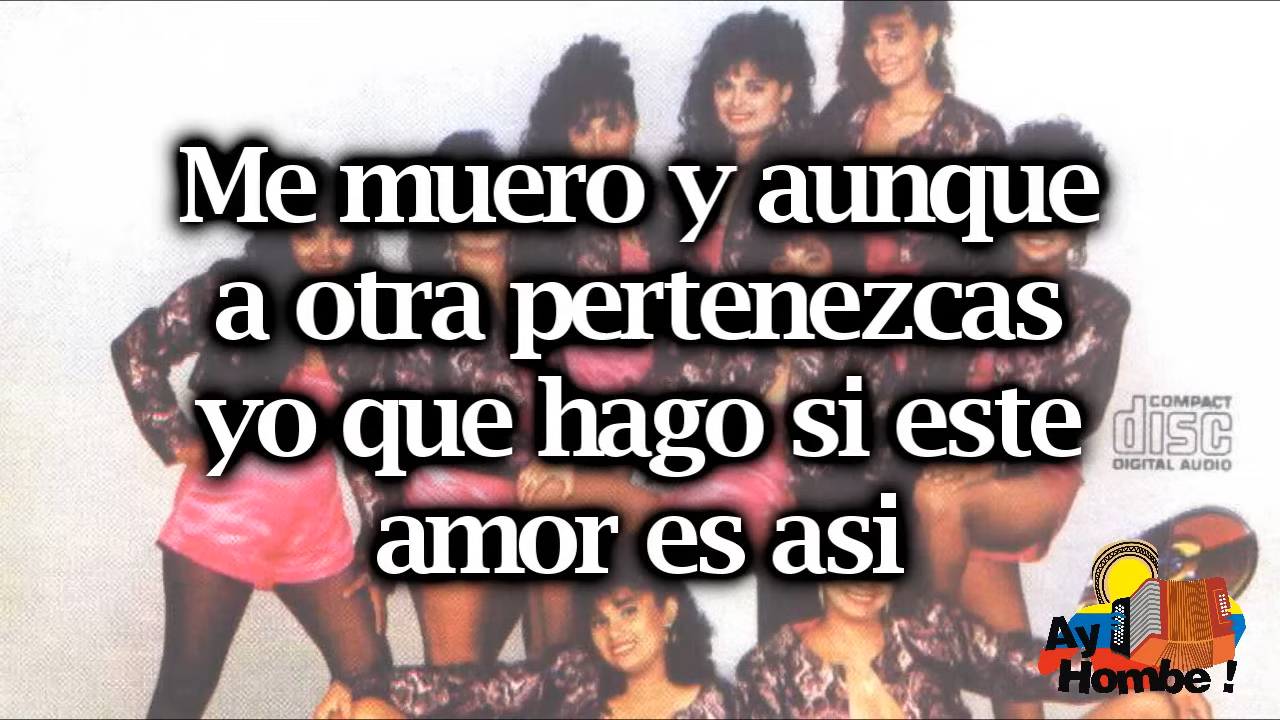 Me muero y aunque
a otra pertenezcas
yo que hago si este
amor es asi
COMPACT
disc
DIGITAL AUDIO
Ay
Hombe !